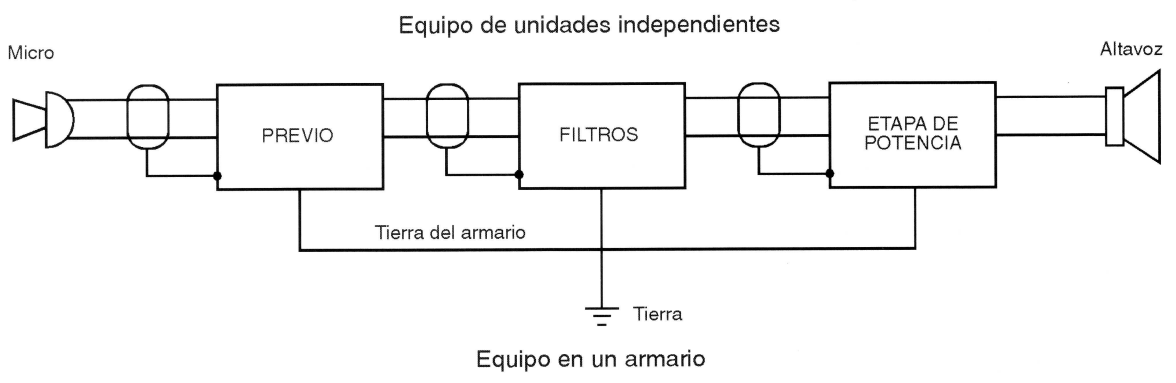 Equipo de unidades independientes
Micro
Altavoz
PREVIO
FILTROS
ETAPA DE
POTENCIA
Tierra del armario
Tierra
Equipo en un armario